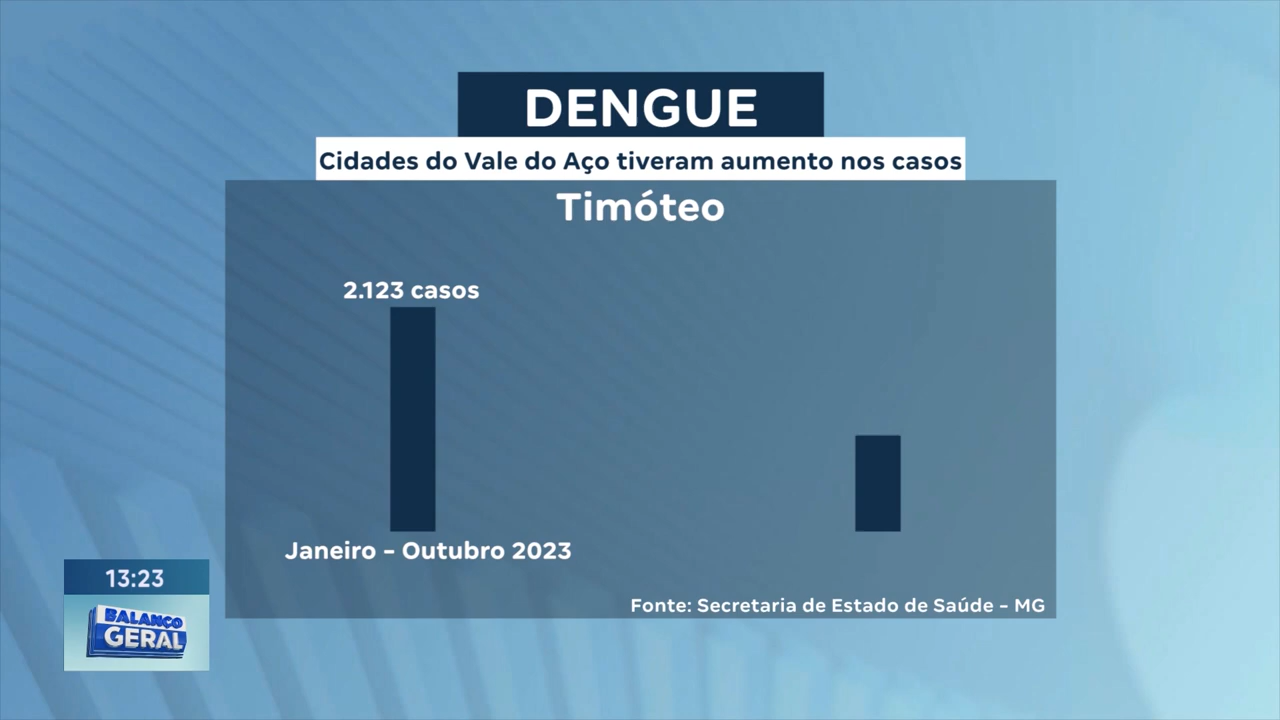 DENGUE
Cidades do Vale do Aço tiveram aumento nos casos
Timóteo
2.123 casos
Janeiro - Outubro 2023
Fonte: Secretaria de Estado de Saúde - MG
13:23
BALANÇO
GERAL